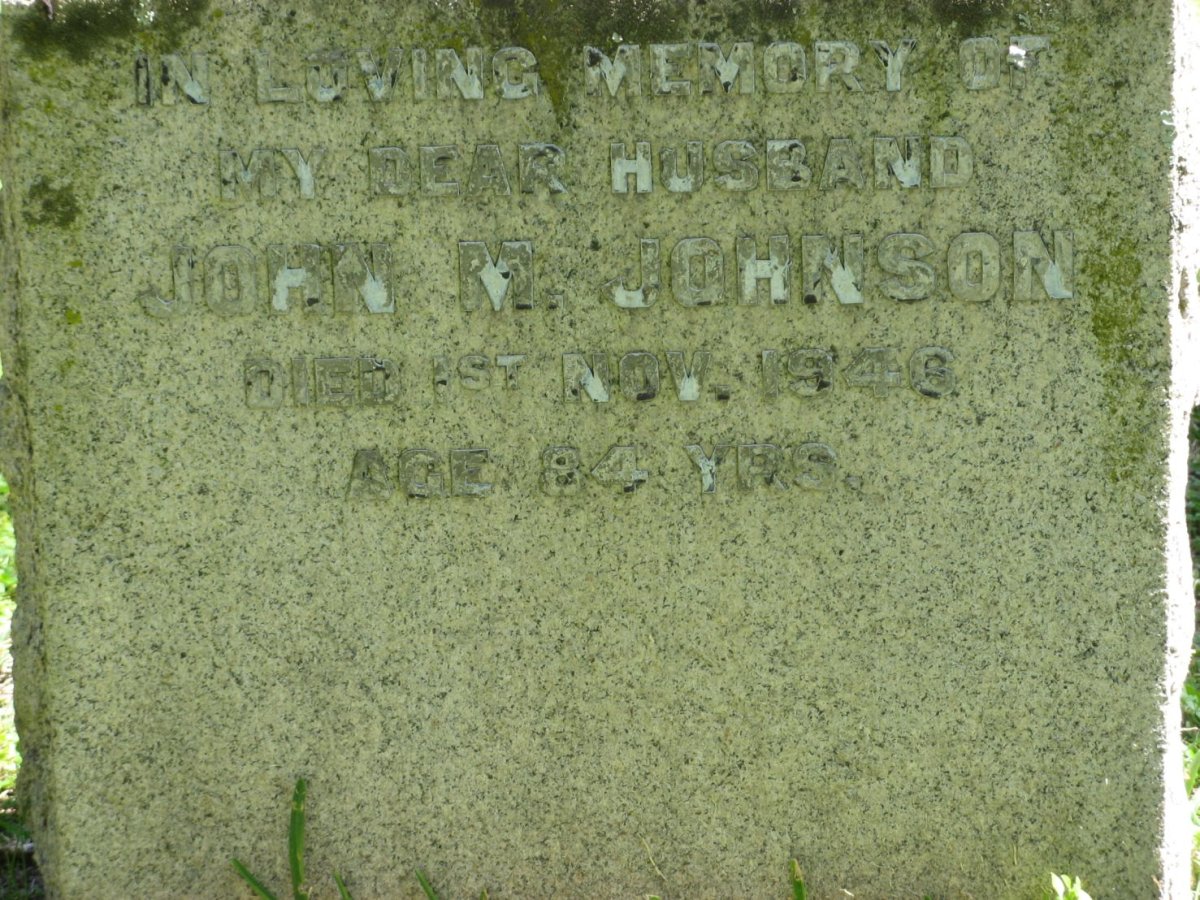 IN LOVING MEMORY OF
MY DEAR HUSBAND
JOHN M. JOHNSON
DIED 1ST NOV. 1946
AGE 84 YRS.